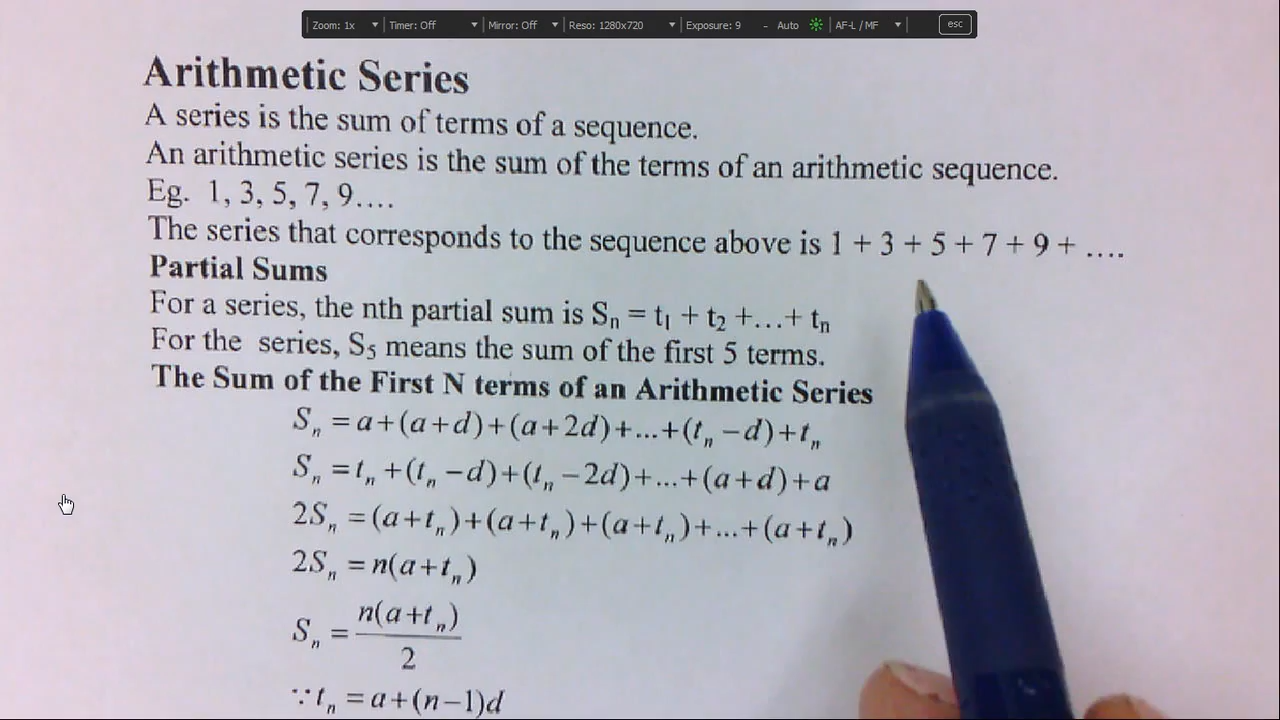 Zoom: 1x Timer: Off Mirror: Off Reso: 1280x720 Exposure: 9 - Auto AF-L / MF esc
Arithmetic Series
A series is the sum of terms of a sequence.
An arithmetic series is the sum of the terms of an arithmetic sequence.
Eg. 1, 3, 5, 7, 9….
The series that corresponds to the sequence above is 1 + 3 + 5 + 7 + 9 + ….
Partial Sums
For a series, the nth partial sum is Sₙ = t₁ + t₂ +…+ tₙ
For the series, S₅ means the sum of the first 5 terms.
The Sum of the First N terms of an Arithmetic Series
Sₙ = a+(a+d)+(a+2d)+...+(tₙ−d)+tₙ
Sₙ = tₙ+(tₙ−d)+(tₙ−2d)+...+(a+d)+a
2Sₙ = (a+tₙ)+(a+tₙ)+(a+tₙ)+...+(a+tₙ)
2Sₙ = n(a+tₙ)
Sₙ = n(a+tₙ)/2
∵tₙ = a+(n−1)d